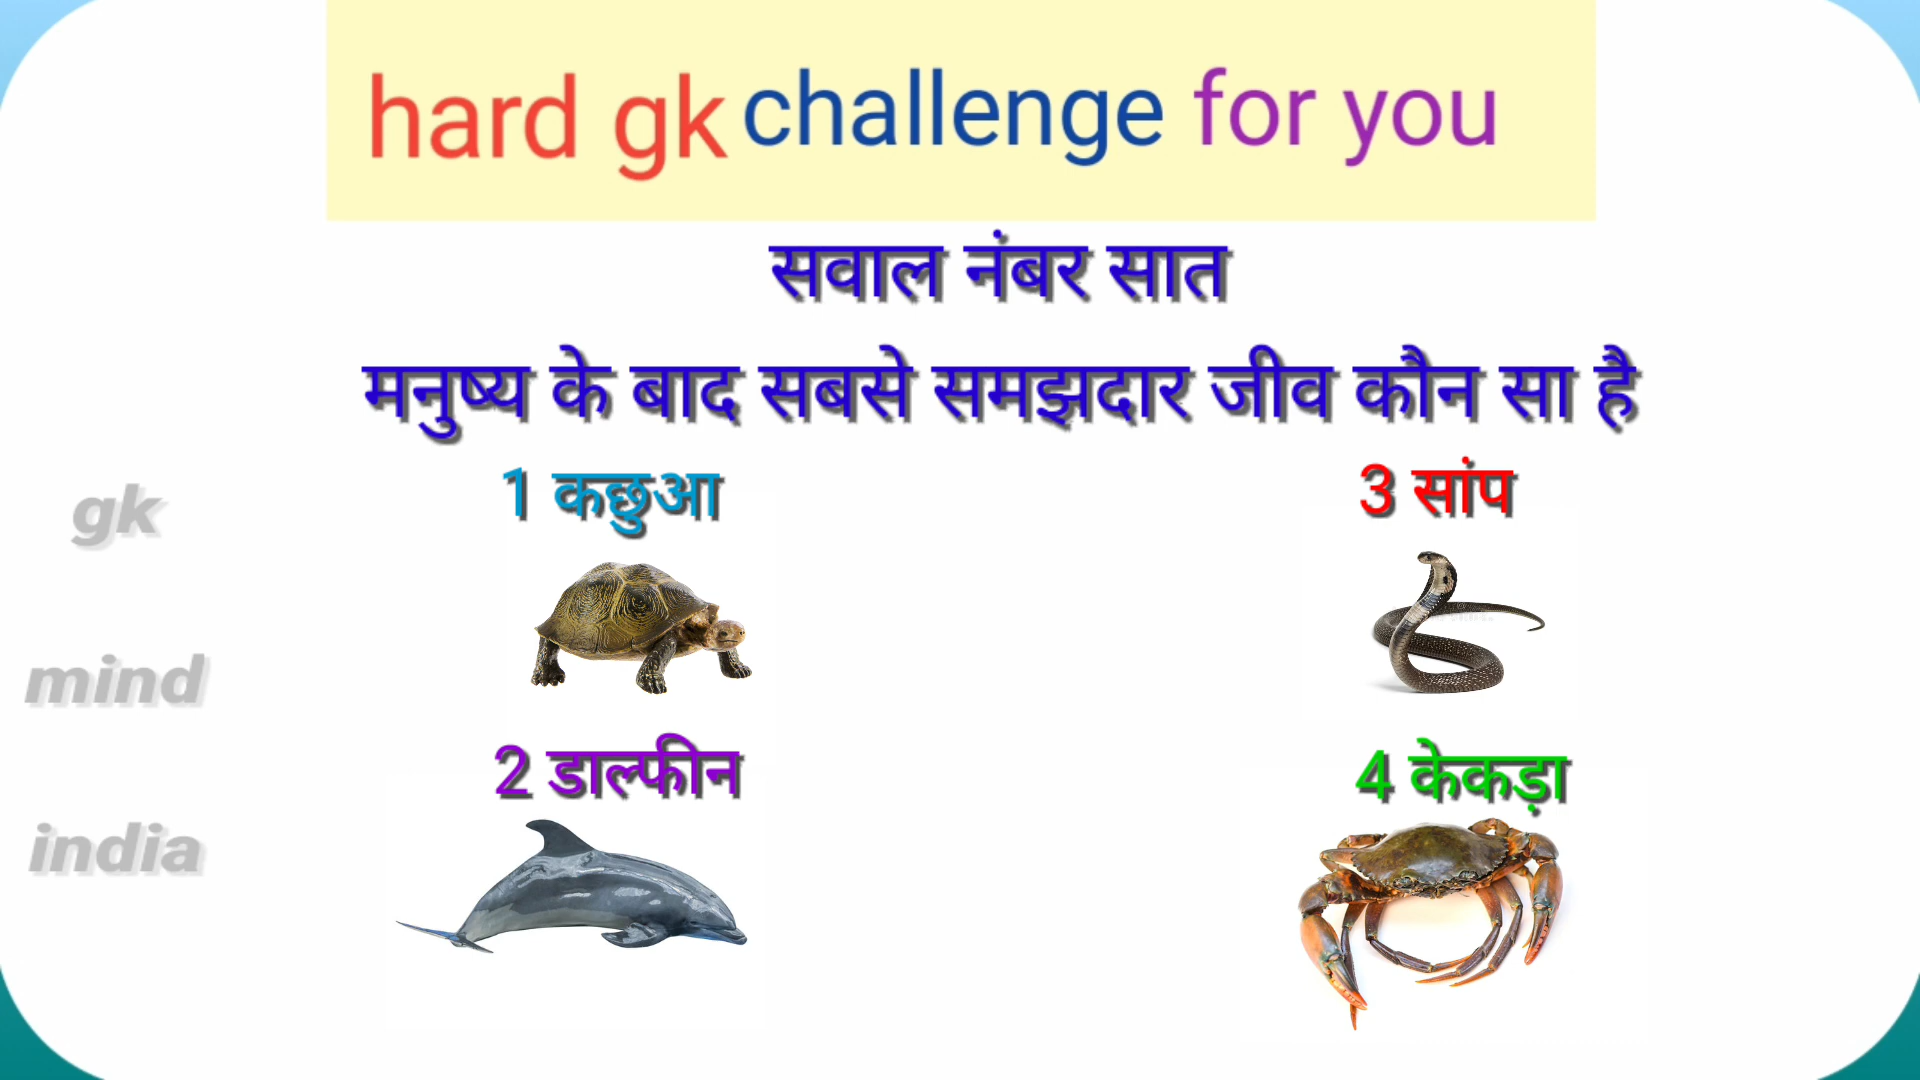 hard gk challenge for you
सवाल नंबर सात
मनुष्य के बाद सबसे समझदार जीव कौन सा है
1 कछुआ
3 सांप
2 डाल्फीन
4 केकड़ा
gk
mind
india